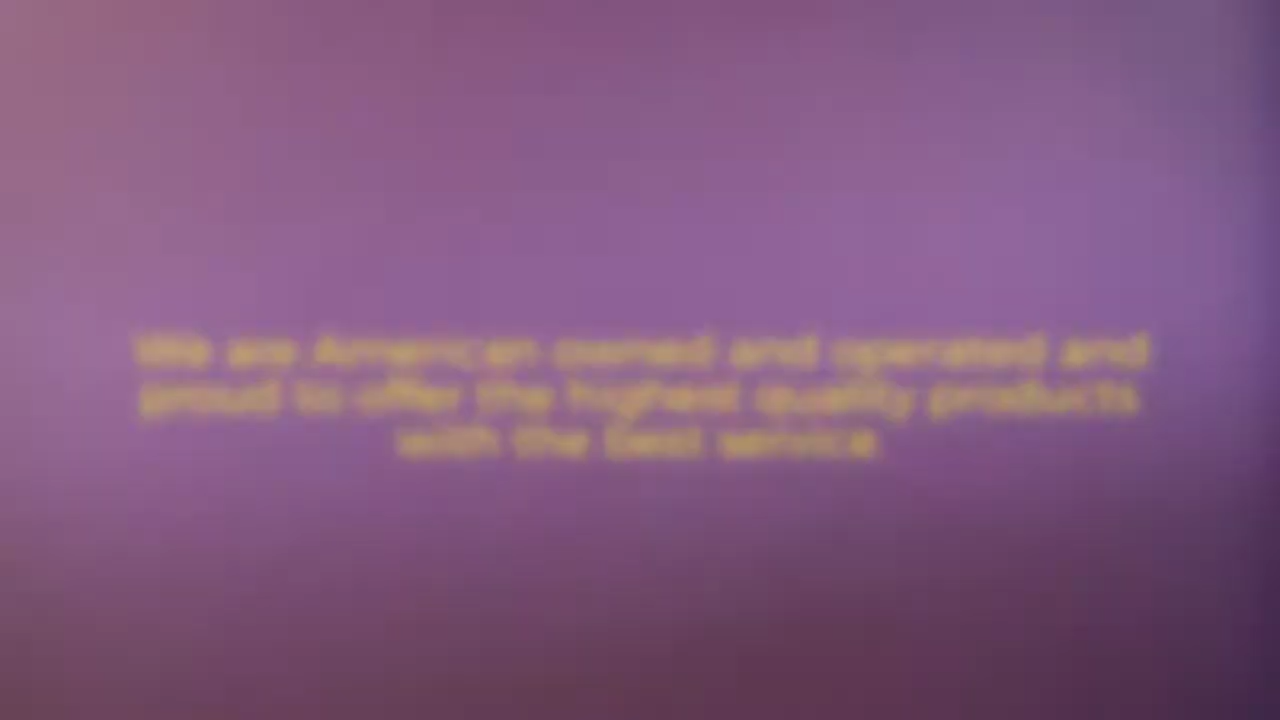 We are American owned and operated and
proud to offer the highest quality products
with the best service.